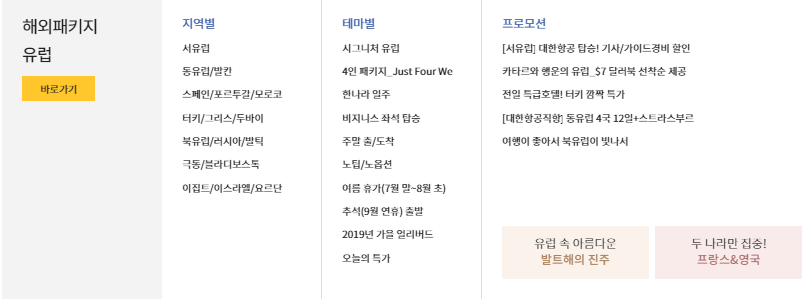 해외패키지
유럽
바로가기
지역별
서유럽
동유럽/발칸
스페인/포르투갈/모로코
터키/그리스/두바이
북유럽/러시아/발틱
극동/블라디보스톡
이집트/이스라엘/요르단
테마별
시그니처 유럽
4인 패키지_Just Four We
한나라 일주
비지니스 좌석 탑승
주말 출/도착
노팁/노옵션
여름 휴가(7월 말~8월 초)
추석(9월 연휴) 출발
2019년 가을 얼리버드
오늘의 특가
프로모션
[서유럽] 대한항공 탑승! 기사/가이드경비 할인
카타르와 행운의 유럽_$7 달러북 선착순 제공
전일 특급호텔! 터키 깜짝 특가
[대한항공직항] 동유럽 4국 12일+스트라스부르
여행이 좋아서 북유럽이 빛나서
유럽 속 아름다운
발트해의 진주
두 나라만 집중!
프랑스&영국